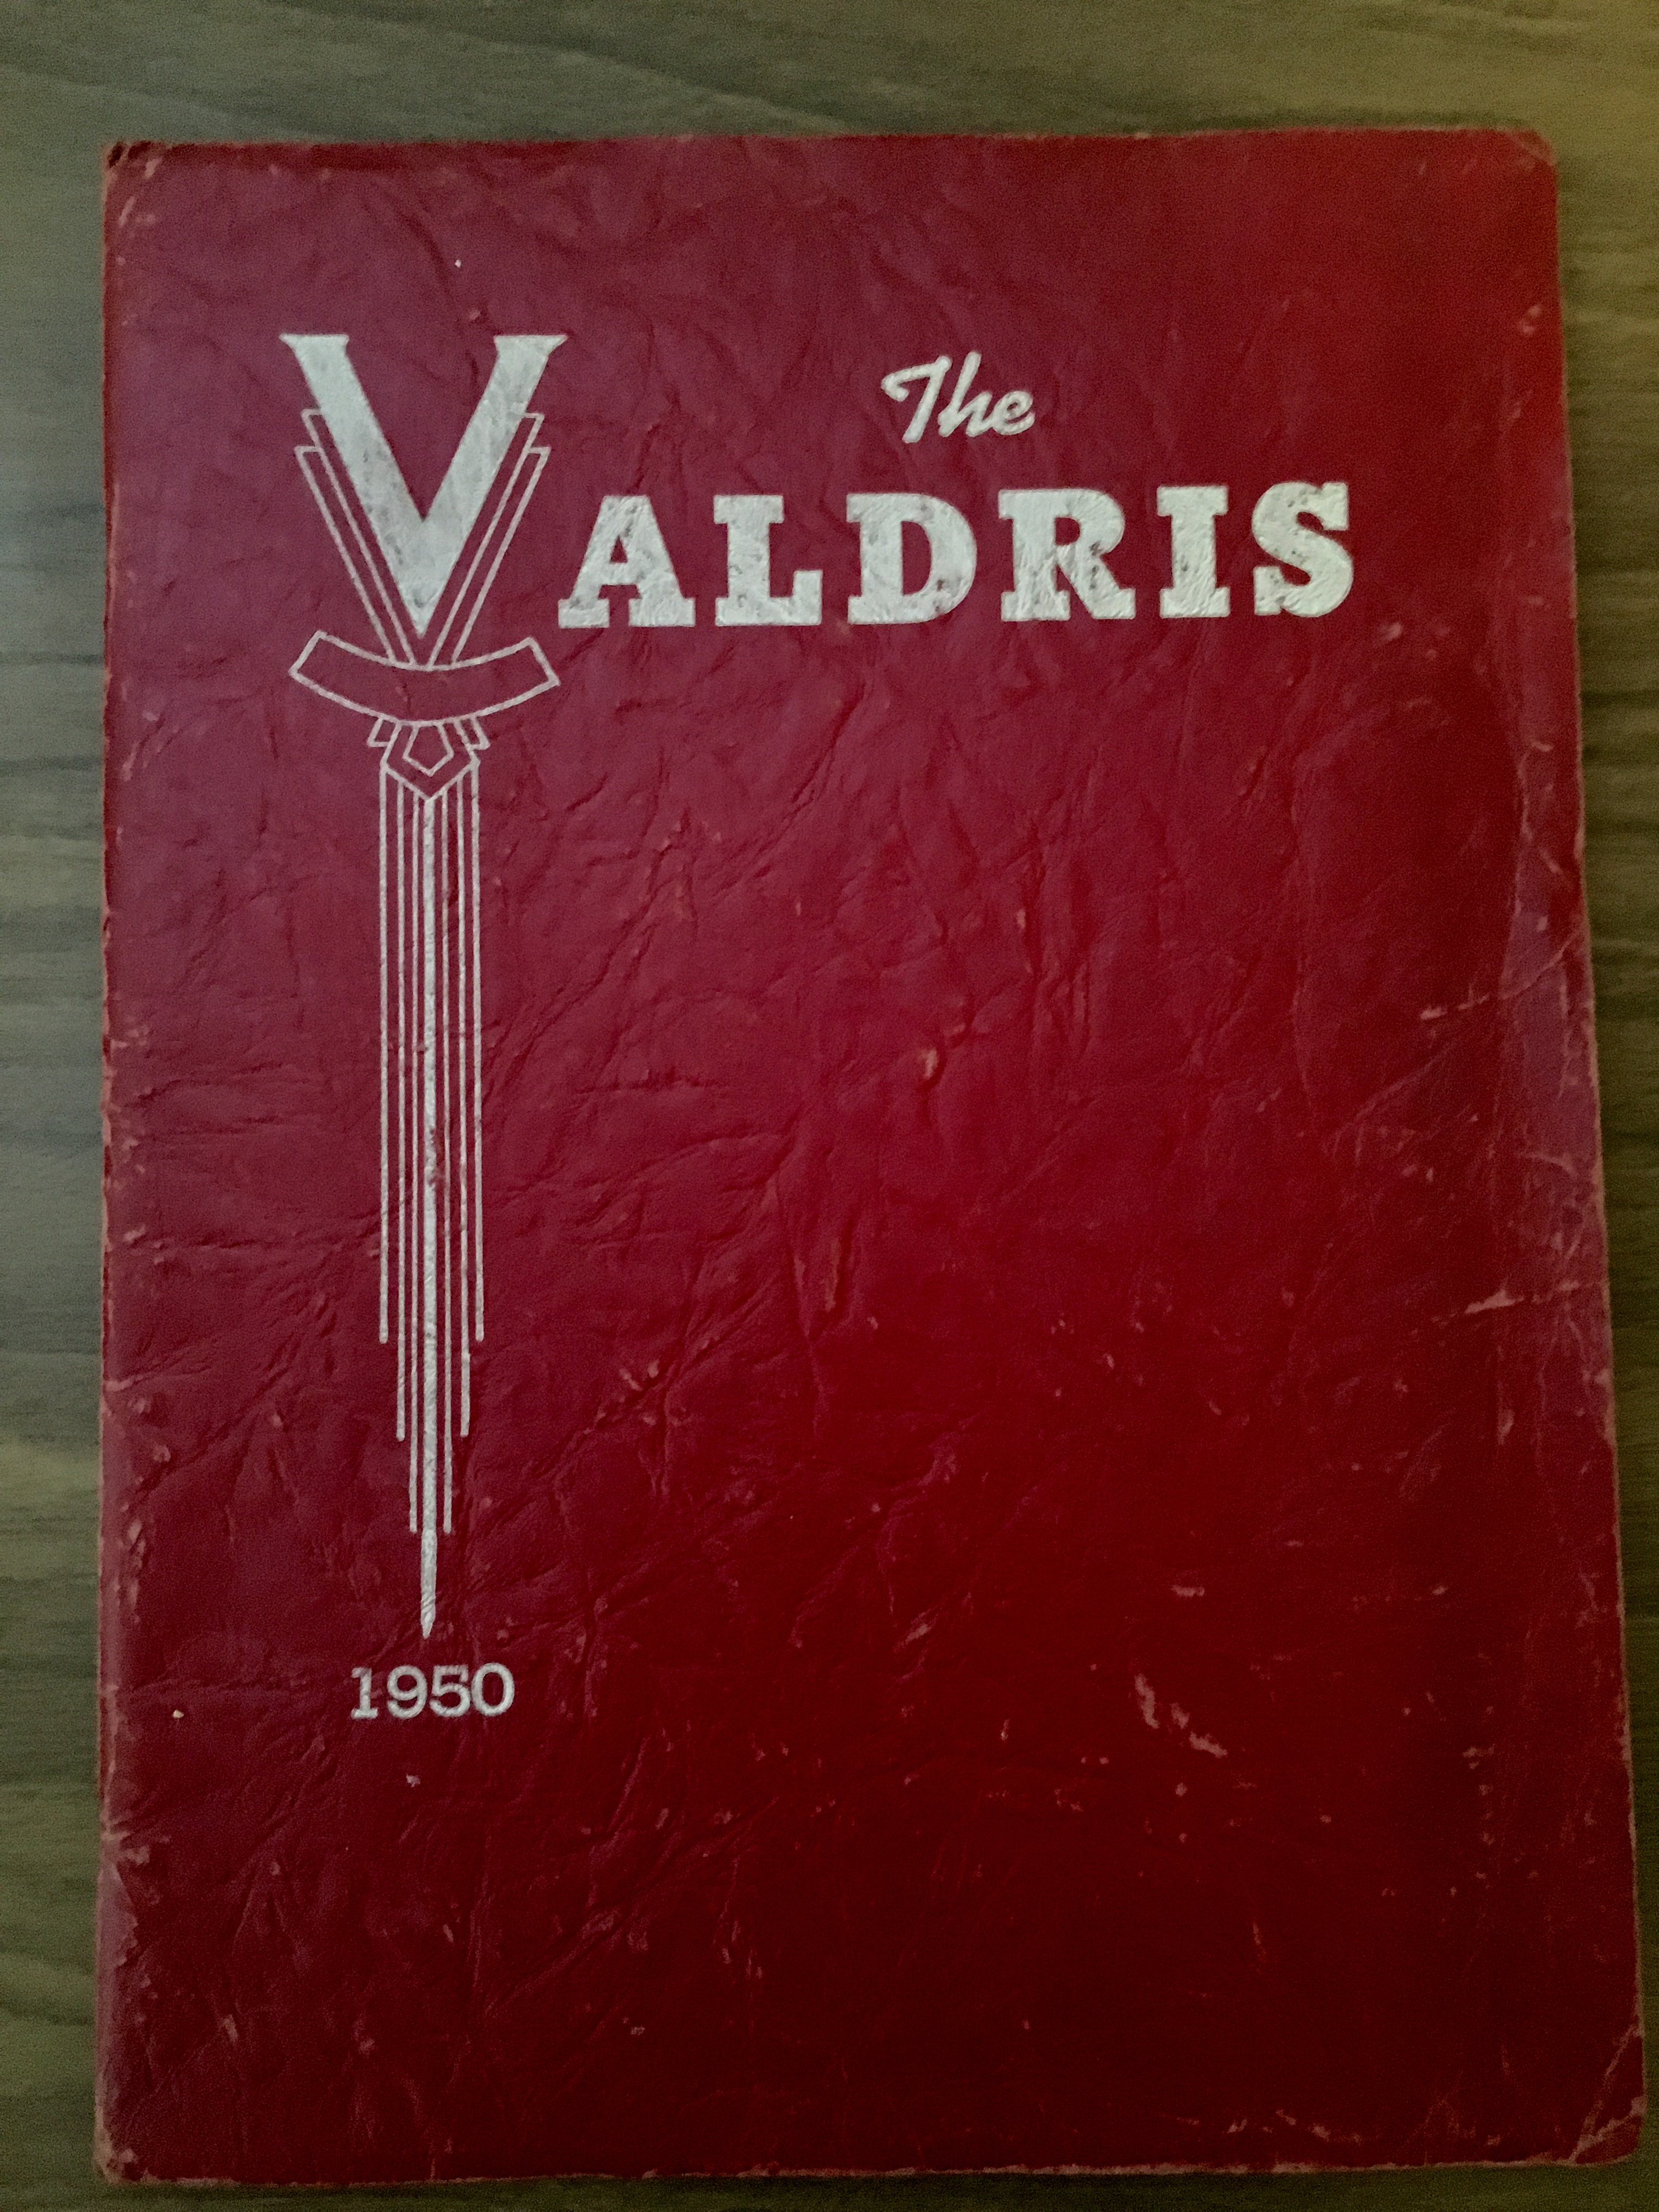 The
VALDRIS
1950